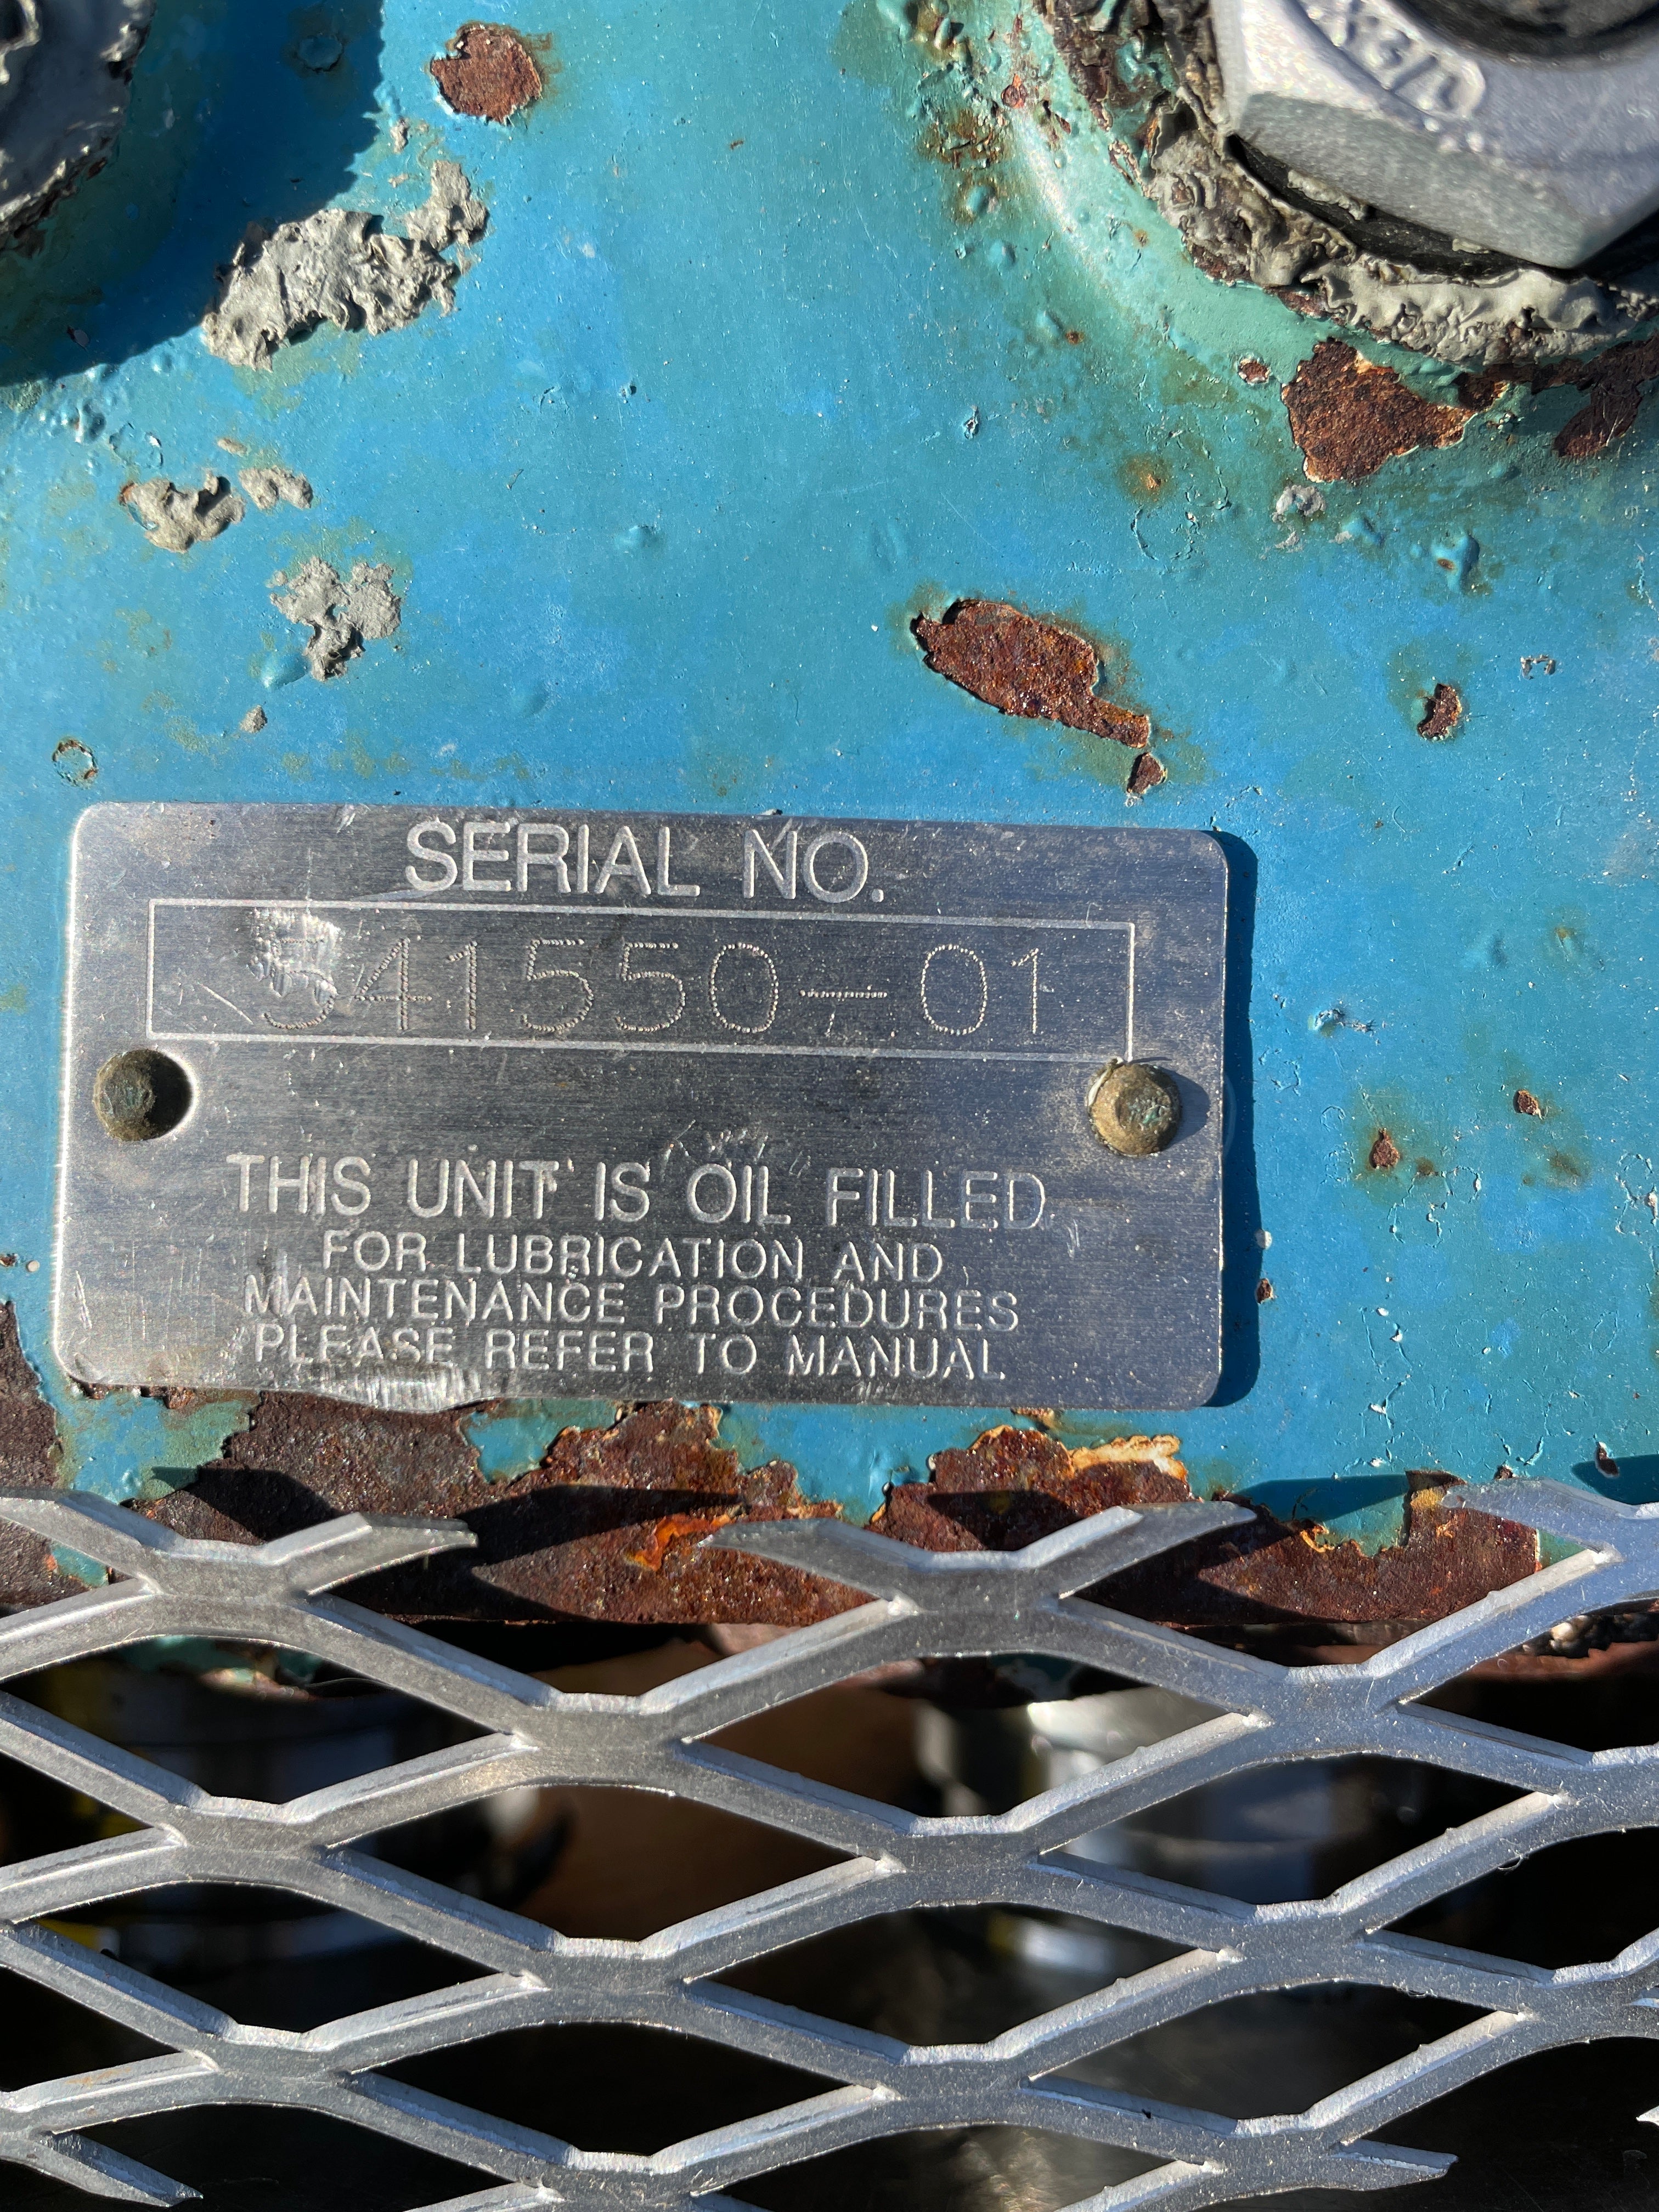 SERIAL NO.
541550-01
THIS UNIT IS OIL FILLED
FOR LUBRICATION AND
MAINTENANCE PROCEDURES
PLEASE REFER TO MANUAL